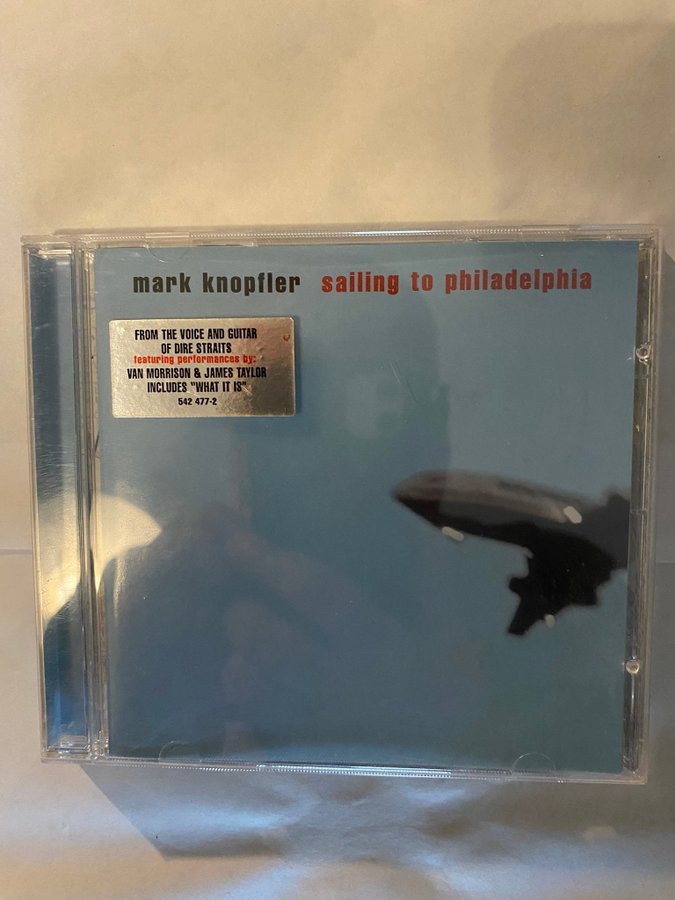 mark knopfler sailing to philadelphia
FROM THE VOICE AND GUITAR
OF DIRE STRAITS
featuring performances by:
VAN MORRISON & JAMES TAYLOR
INCLUDES "WHAT IT IS"
542 477-2